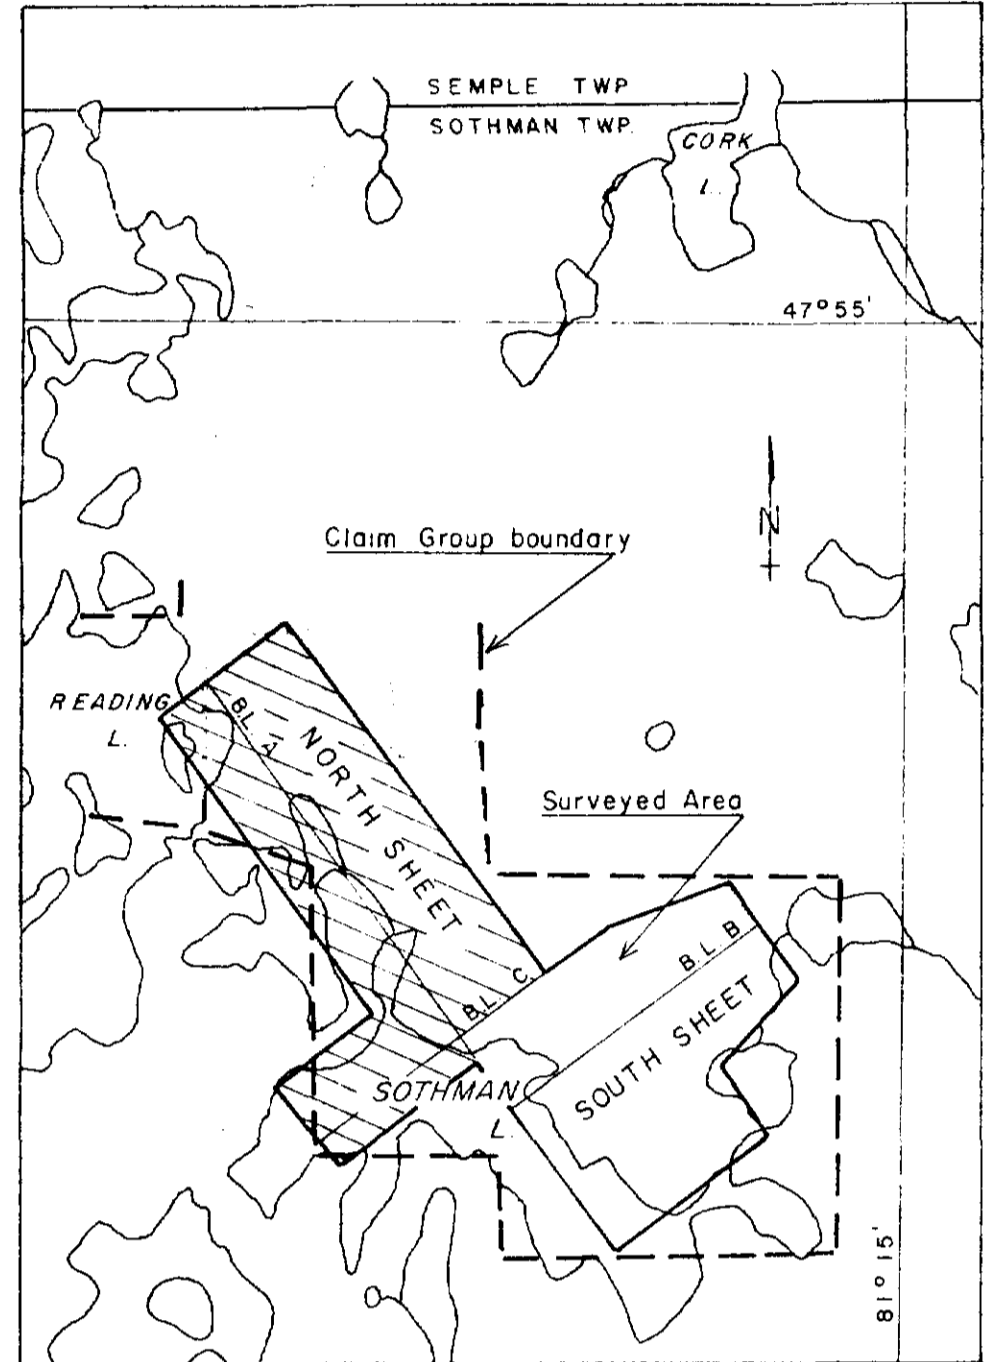 SEMPLE TWP
SOTHMAN TWP.
CORK
L.
47°55'
N
Claim Group boundary
READING
L.
B.L. A
NORTH SHEET
Surveyed Area
B.L. B
B.L. C.
SOUTH SHEET
SOTHMAN
L.
81° 15'